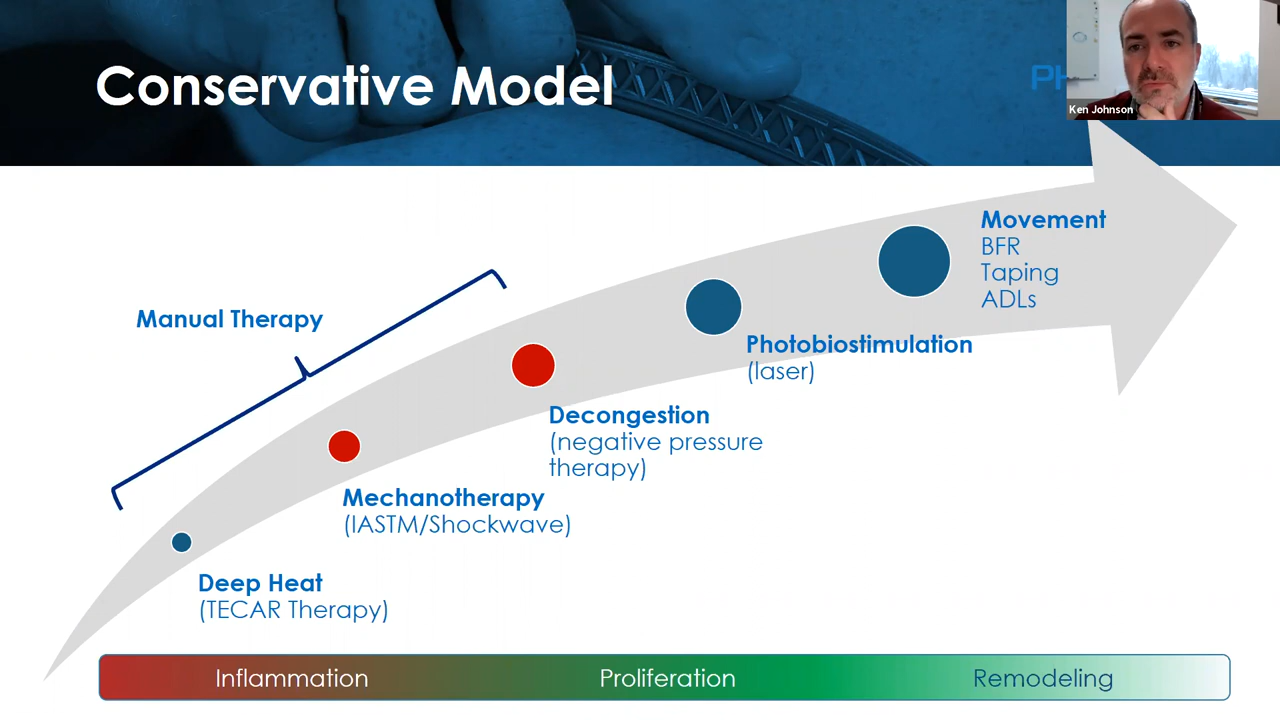 Conservative Model
PH
Ken Johnson
Movement
BFR
Taping
ADLs
Manual Therapy
Photobiostimulation
(laser)
Decongestion
(negative pressure
therapy)
Mechanotherapy
(IASTM/Shockwave)
Deep Heat
(TECAR Therapy)
Inflammation
Proliferation
Remodeling